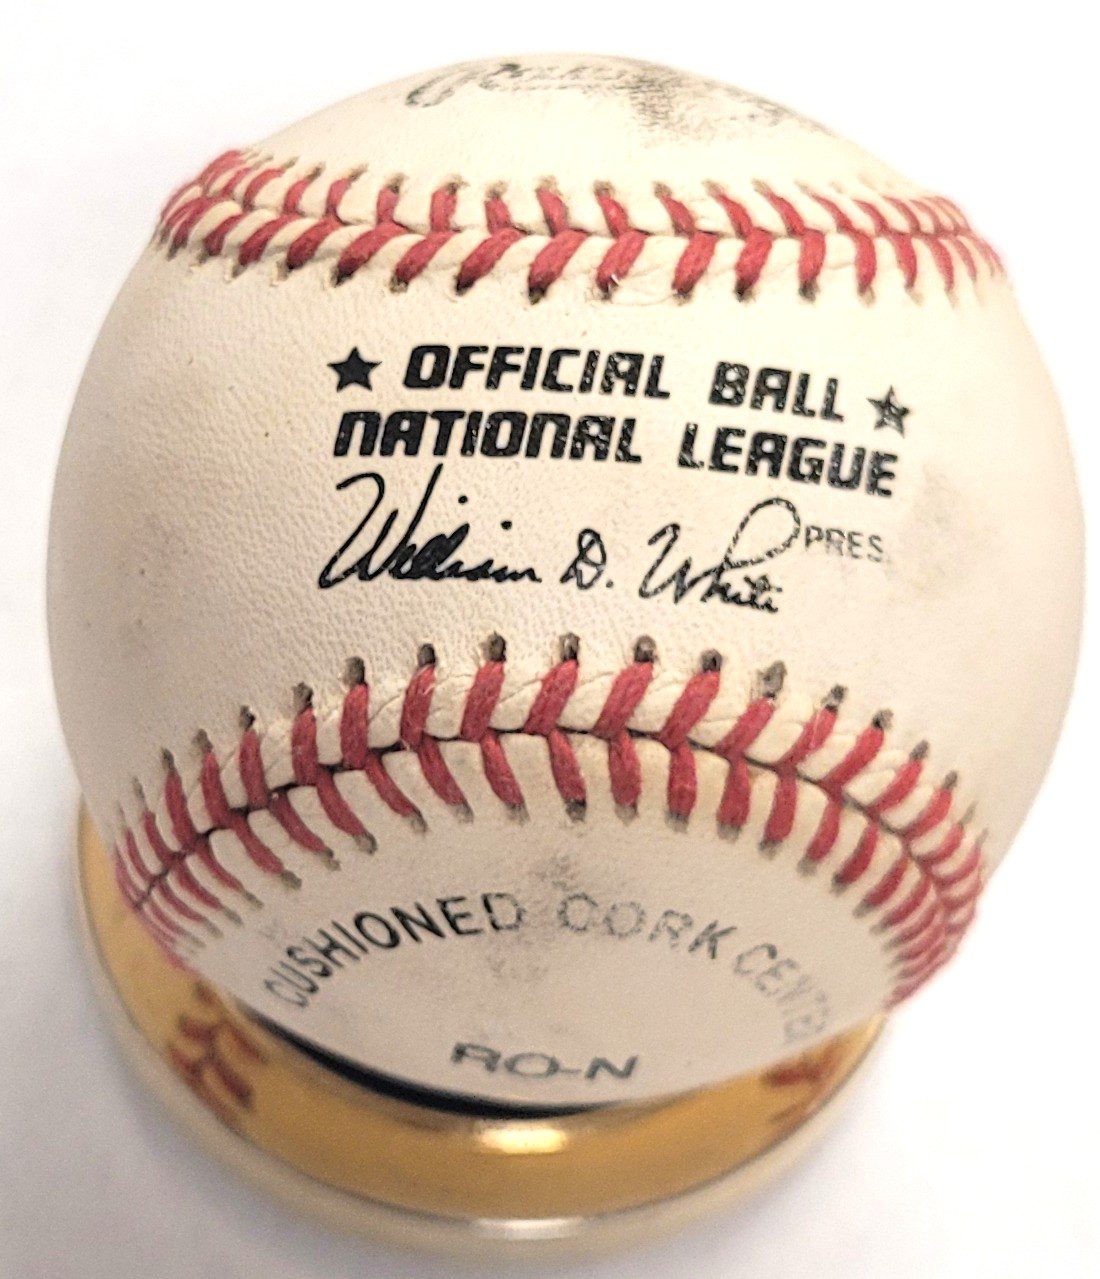 OFFICIAL BALL
NATIONAL LEAGUE
William D. White PRES.
CUSHIONED CORK CENTER
RO-N